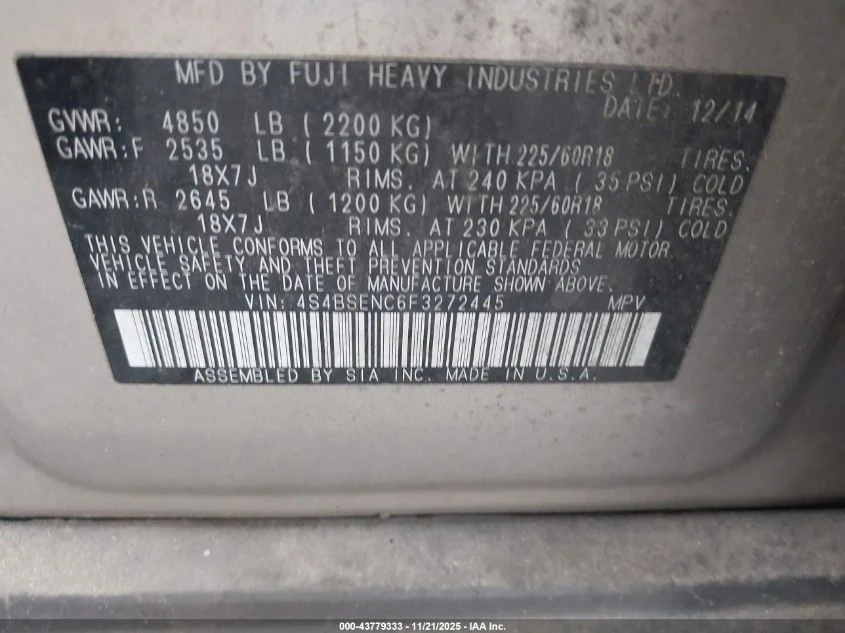 MFD BY FUJI HEAVY INDUSTRIES LTD.
DATE: 12/14
GVWR: 4850 LB ( 2200 KG)
GAWR:F 2535 LB ( 1150 KG) WITH 225/60R18 TIRES.
18X7J RIMS. AT 240 KPA ( 35 PSI) COLD
GAWR:R 2645 LB ( 1200 KG) WITH 225/60R18 TIRES.
18X7J RIMS. AT 230 KPA ( 33 PSI) COLD
THIS VEHICLE CONFORMS TO ALL APPLICABLE FEDERAL MOTOR
VEHICLE SAFETY AND THEFT PREVENTION STANDARDS
IN EFFECT ON THE DATE OF MANUFACTURE SHOWN ABOVE.
VIN: 4S4BSENC6F3272445 MPV
ASSEMBLED BY SIA INC. MADE IN U.S.A.
000-43779333 - 11/21/2025 - IAA Inc.